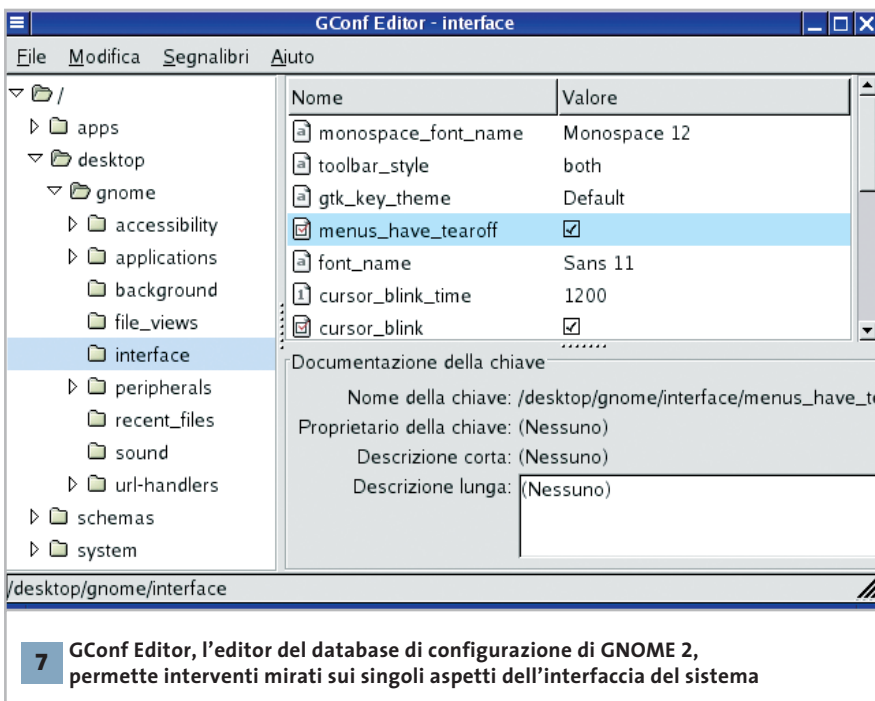 GConf Editor - interface
File Modifica Segnalibri Aiuto
/
apps
desktop
gnome
accessibility
applications
background
file_views
interface
peripherals
recent_files
sound
url-handlers
schemas
system
Nome Valore
monospace_font_name Monospace 12
toolbar_style both
gtk_key_theme Default
menus_have_tearoff
font_name Sans 11
cursor_blink_time 1200
cursor_blink
Documentazione della chiave
Nome della chiave: /desktop/gnome/interface/menus_have_te
Proprietario della chiave: (Nessuno)
Descrizione corta: (Nessuno)
Descrizione lunga: (Nessuno)
/desktop/gnome/interface
7 GConf Editor, l'editor del database di configurazione di GNOME 2,
permette interventi mirati sui singoli aspetti dell'interfaccia del sistema